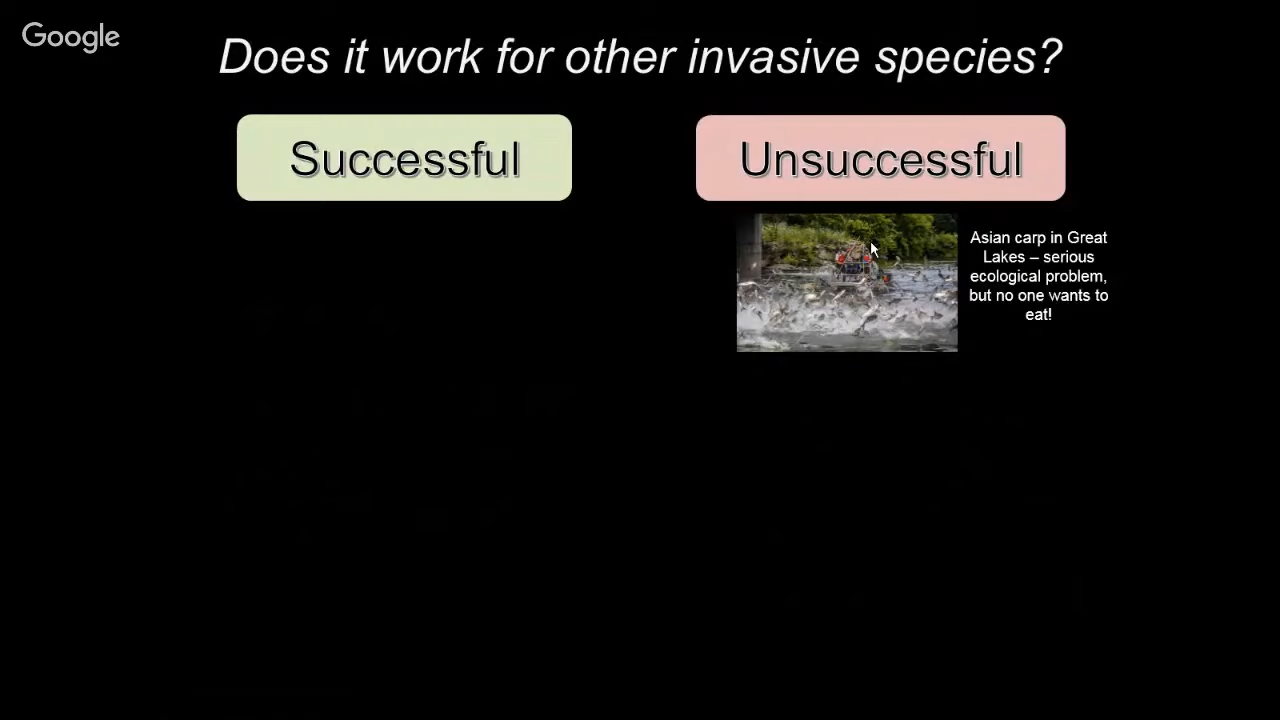 Google
Does it work for other invasive species?
Successful
Unsuccessful
Asian carp in Great
Lakes – serious
ecological problem,
but no one wants to
eat!